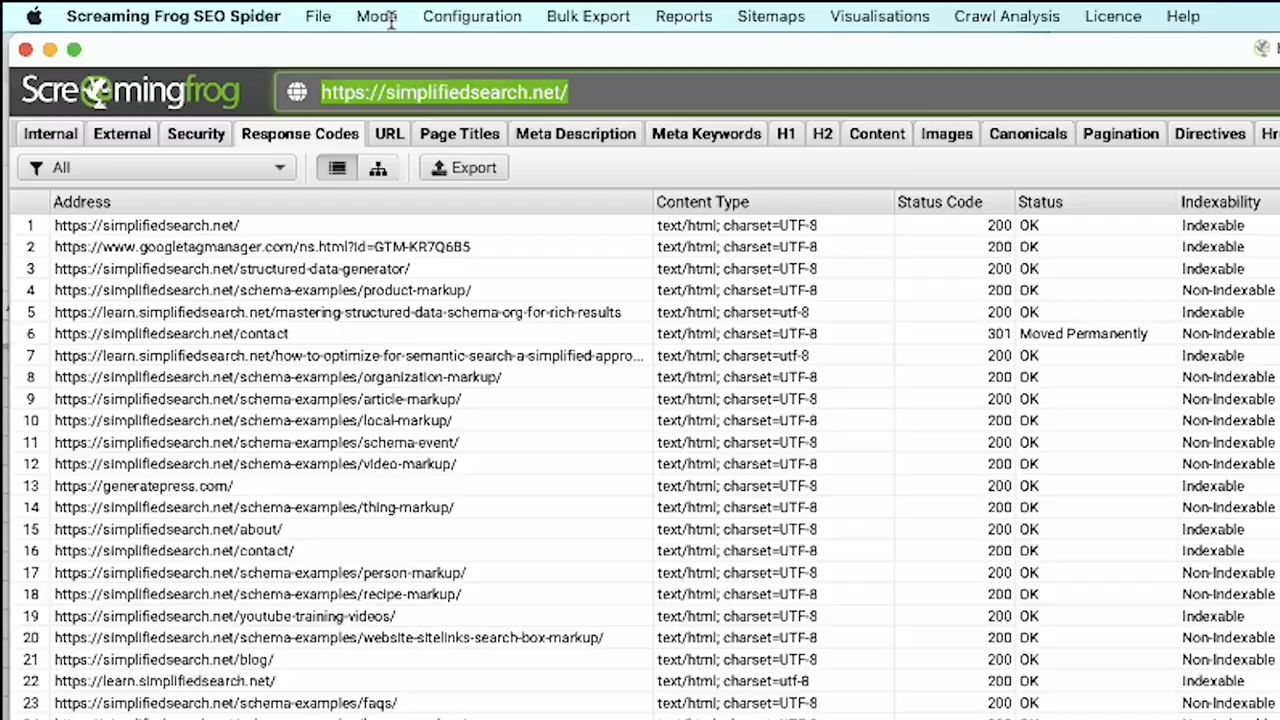 Screaming Frog SEO Spider File Mode Configuration Bulk Export Reports Sitemaps Visualisations Crawl Analysis Licence Help
Screamingfrog https://simplifiedsearch.net/
Internal External Security Response Codes URL Page Titles Meta Description Meta Keywords H1 H2 Content Images Canonicals Pagination Directives
All Export
Address Content Type Status Code Status Indexability
1 https://simplifiedsearch.net/ text/html; charset=UTF-8 200 OK Indexable
2 https://www.googletagmanager.com/ns.html?id=GTM-KR7Q6B5 text/html; charset=UTF-8 200 OK Indexable
3 https://simplifiedsearch.net/structured-data-generator/ text/html; charset=UTF-8 200 OK Indexable
4 https://simplifiedsearch.net/schema-examples/product-markup/ text/html; charset=UTF-8 200 OK Non-Indexable
5 https://learn.simplifiedsearch.net/mastering-structured-data-schema-org-for-rich-results text/html; charset=utf-8 200 OK Indexable
6 https://simplifiedsearch.net/contact text/html; charset=UTF-8 301 Moved Permanently Non-Indexable
7 https://learn.simplifiedsearch.net/how-to-optimize-for-semantic-search-a-simplified-appro... text/html; charset=utf-8 200 OK Indexable
8 https://simplifiedsearch.net/schema-examples/organization-markup/ text/html; charset=UTF-8 200 OK Non-Indexable
9 https://simplifiedsearch.net/schema-examples/article-markup/ text/html; charset=UTF-8 200 OK Non-Indexable
10 https://simplifiedsearch.net/schema-examples/local-markup/ text/html; charset=UTF-8 200 OK Non-Indexable
11 https://simplifiedsearch.net/schema-examples/schema-event/ text/html; charset=UTF-8 200 OK Non-Indexable
12 https://simplifiedsearch.net/schema-examples/video-markup/ text/html; charset=UTF-8 200 OK Non-Indexable
13 https://generatepress.com/ text/html; charset=UTF-8 200 OK Indexable
14 https://simplifiedsearch.net/schema-examples/thing-markup/ text/html; charset=UTF-8 200 OK Non-Indexable
15 https://simplifiedsearch.net/about/ text/html; charset=UTF-8 200 OK Indexable
16 https://simplifiedsearch.net/contact/ text/html; charset=UTF-8 200 OK Indexable
17 https://simplifiedsearch.net/schema-examples/person-markup/ text/html; charset=UTF-8 200 OK Non-Indexable
18 https://simplifiedsearch.net/schema-examples/recipe-markup/ text/html; charset=UTF-8 200 OK Non-Indexable
19 https://simplifiedsearch.net/youtube-training-videos/ text/html; charset=UTF-8 200 OK Indexable
20 https://simplifiedsearch.net/schema-examples/website-sitelinks-search-box-markup/ text/html; charset=UTF-8 200 OK Non-Indexable
21 https://simplifiedsearch.net/blog/ text/html; charset=UTF-8 200 OK Indexable
22 https://learn.simplifiedsearch.net/ text/html; charset=utf-8 200 OK Indexable
23 https://simplifiedsearch.net/schema-examples/faqs/ text/html; charset=UTF-8 200 OK Non-Indexable